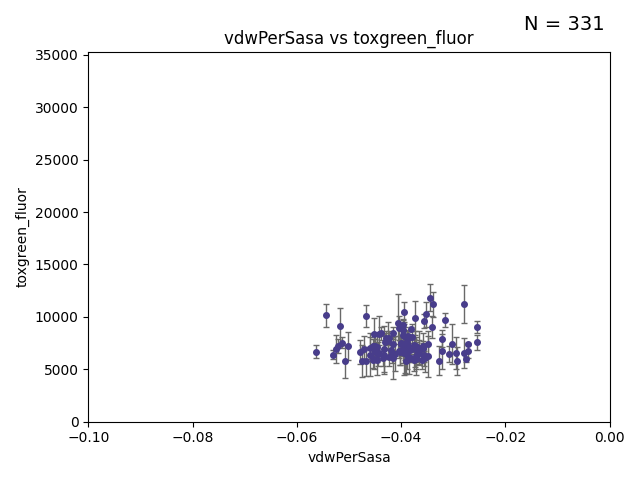 N = 331
vdwPerSasa vs toxgreen_fluor
35000
30000
25000
20000
15000
10000
5000
0
toxgreen_fluor
−0.10 −0.08 −0.06 −0.04 −0.02 0.00
vdwPerSasa